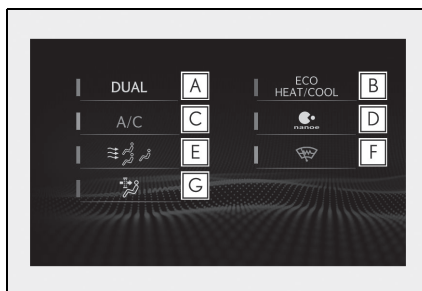 DUAL A
ECO
HEAT/COOL B
A/C C
nanoe D
E
F
G